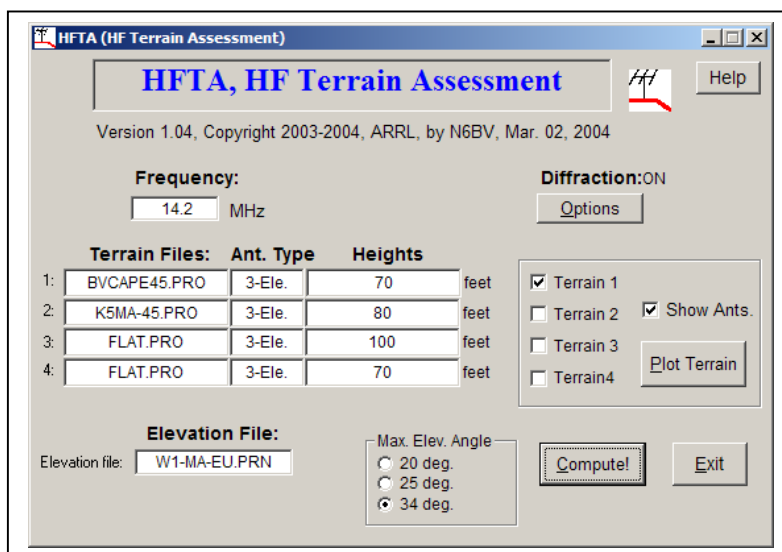 HFTA (HF Terrain Assessment)
HFTA, HF Terrain Assessment
Help
Version 1.04, Copyright 2003-2004, ARRL, by N6BV, Mar. 02, 2004
Frequency:
14.2 MHz
Diffraction:ON
Options
Terrain Files: Ant. Type Heights
1: BVCAPE45.PRO 3-Ele. 70 feet
2: K5MA-45.PRO 3-Ele. 80 feet
3: FLAT.PRO 3-Ele. 100 feet
4: FLAT.PRO 3-Ele. 70 feet
Terrain 1
Terrain 2
Terrain 3
Terrain4
Show Ants.
Plot Terrain
Elevation File:
Elevation file: W1-MA-EU.PRN
Max. Elev. Angle
20 deg.
25 deg.
34 deg.
Compute!
Exit